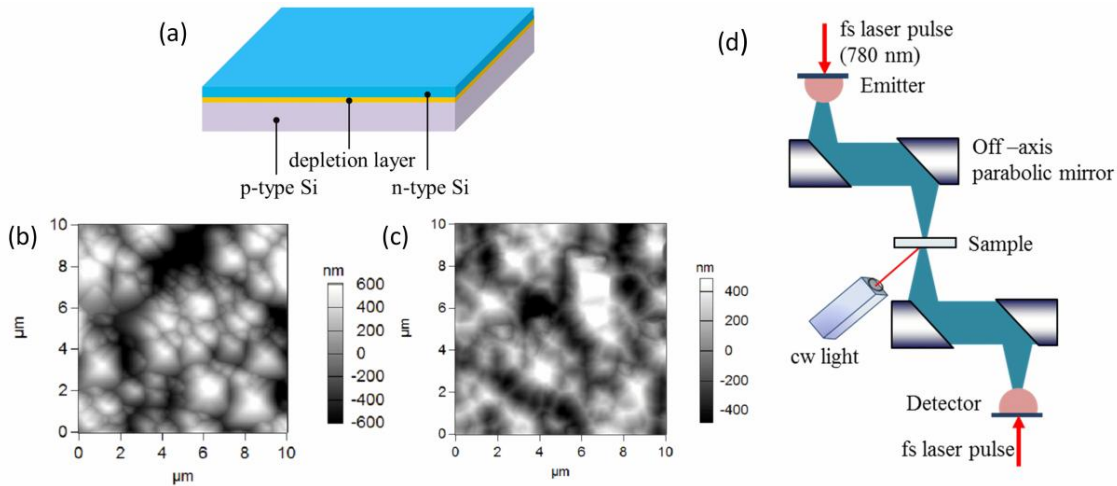 (a)
depletion layer
p-type Si
n-type Si
(b)
10
8
6
4
2
0
µm
0 2 4 6 8 10
µm
nm
600
400
200
0
-200
-400
-600
(c)
10
8
6
4
2
0
µm
0 2 4 6 8 10
µm
nm
400
200
0
-200
-400
(d)
fs laser pulse
(780 nm)
Emitter
Off –axis
parabolic mirror
Sample
cw light
Detector
fs laser pulse